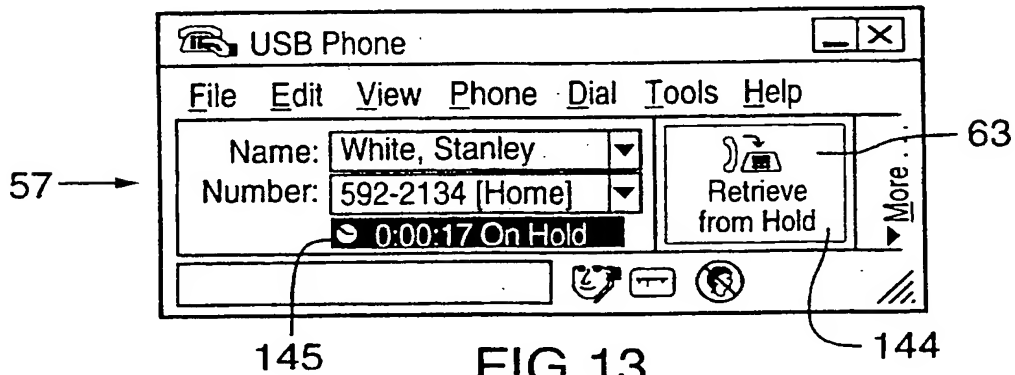 USB Phone
File Edit View Phone Dial Tools Help
Name: White, Stanley
Number: 592-2134 [Home]
0:00:17 On Hold
Retrieve
from Hold
More...
57
63
145
144
FIG 13